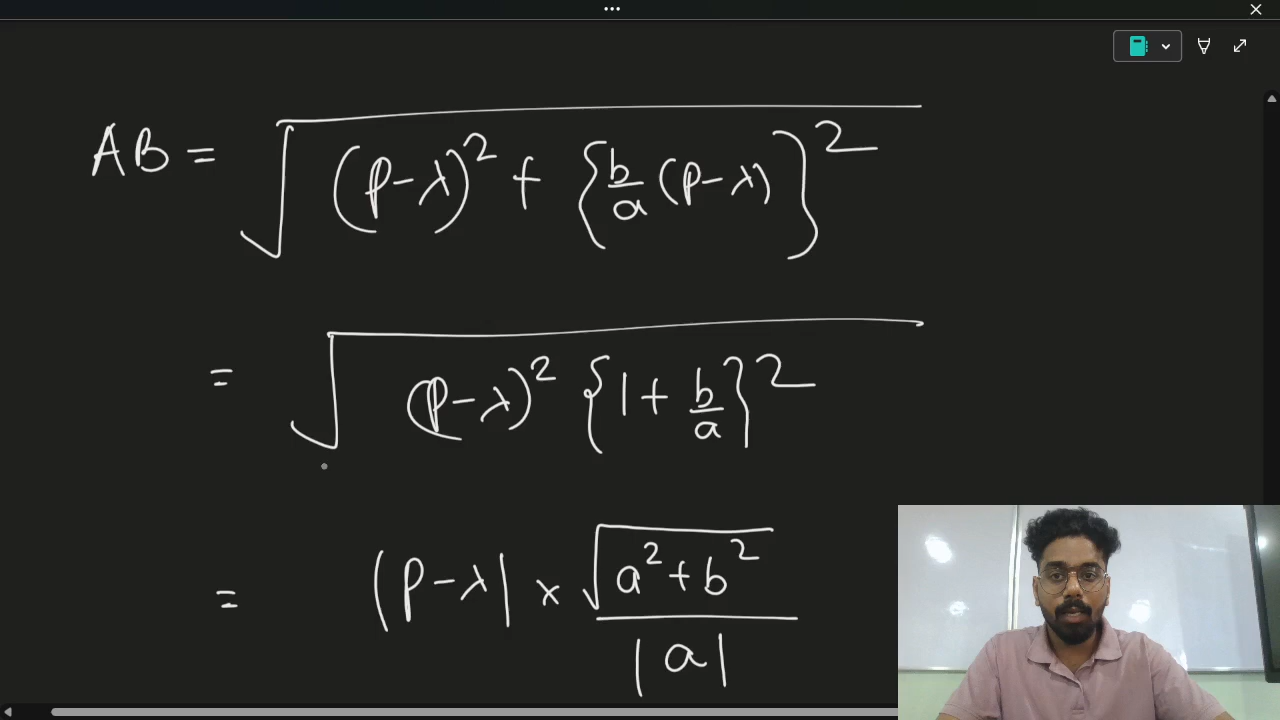 AB = √((p-λ)² + {b/a (p-λ)}²)
= √((p-λ)² {1 + b/a}²)
= |p-λ| × √(a²+b²)/|a|